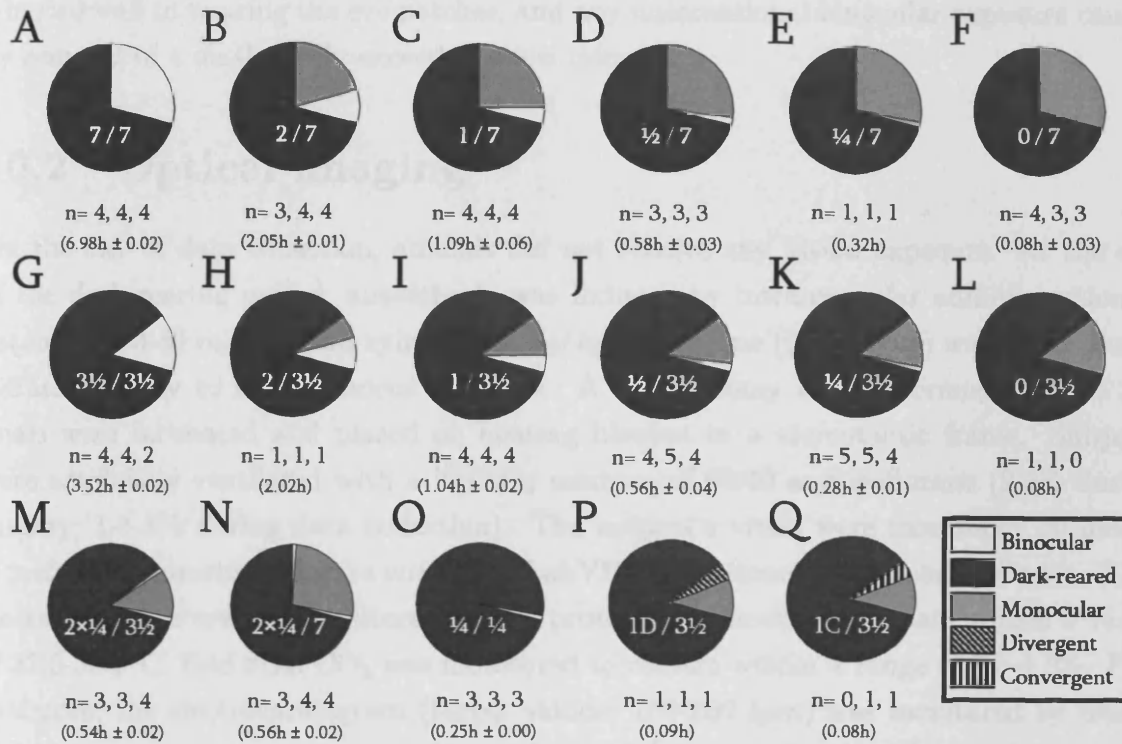 A B C D E F
7 / 7 2 / 7 1 / 7 ½ / 7 ¼ / 7 0 / 7
n= 4, 4, 4 n= 3, 4, 4 n= 4, 4, 4 n= 3, 3, 3 n= 1, 1, 1 n= 4, 3, 3
(6.98h ± 0.02) (2.05h ± 0.01) (1.09h ± 0.06) (0.58h ± 0.03) (0.32h) (0.08h ± 0.03)
G H I J K L
3½ / 3½ 2 / 3½ 1 / 3½ ½ / 3½ ¼ / 3½ 0 / 3½
n= 4, 4, 2 n= 1, 1, 1 n= 4, 4, 4 n= 4, 5, 4 n= 5, 5, 4 n= 1, 1, 0
(3.52h ± 0.02) (2.02h) (1.04h ± 0.02) (0.56h ± 0.04) (0.28h ± 0.01) (0.08h)
M N O P Q
2×¼ / 3½ 2×¼ / 7 ¼ / ¼ 1D / 3½ 1C / 3½
n= 3, 3, 4 n= 3, 4, 4 n= 3, 3, 3 n= 1, 1, 1 n= 0, 1, 1
(0.54h ± 0.02) (0.56h ± 0.02) (0.25h ± 0.00) (0.09h) (0.08h)
Binocular
Dark-reared
Monocular
Divergent
Convergent